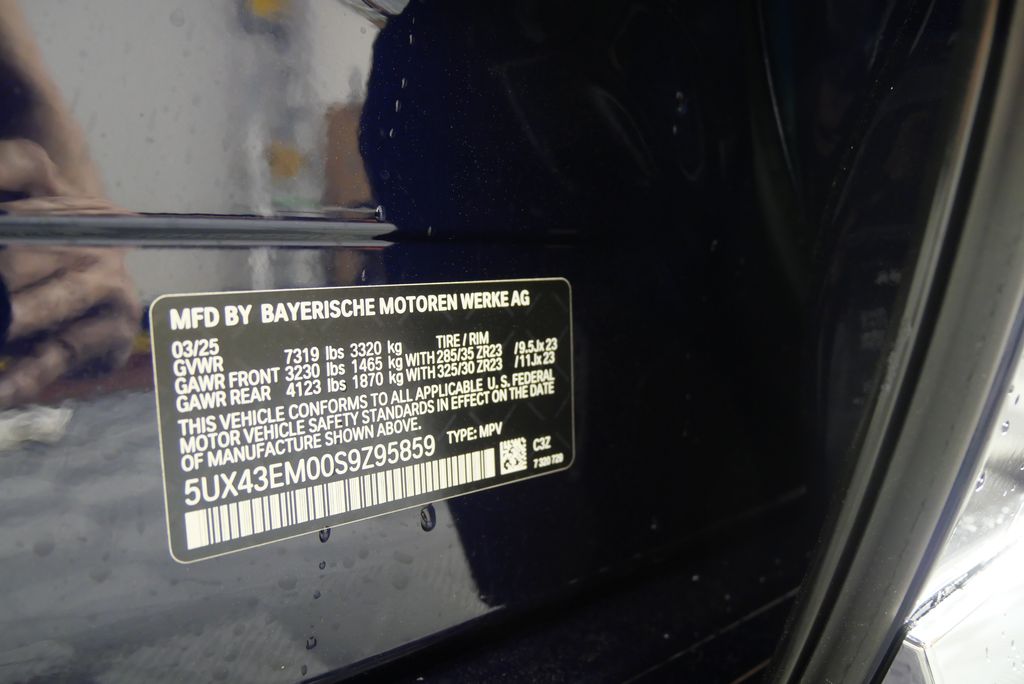 MFD BY BAYERISCHE MOTOREN WERKE AG
03/25 TIRE / RIM
GVWR 7319 lbs 3320 kg
GAWR FRONT 3230 lbs 1465 kg WITH 285/35 ZR23 /9.5Jx23
GAWR REAR 4123 lbs 1870 kg WITH 325/30 ZR23 /11Jx23
THIS VEHICLE CONFORMS TO ALL APPLICABLE U.S. FEDERAL
MOTOR VEHICLE SAFETY STANDARDS IN EFFECT ON THE DATE
OF MANUFACTURE SHOWN ABOVE.
5UX43EM00S9Z95859 TYPE: MPV
C3Z